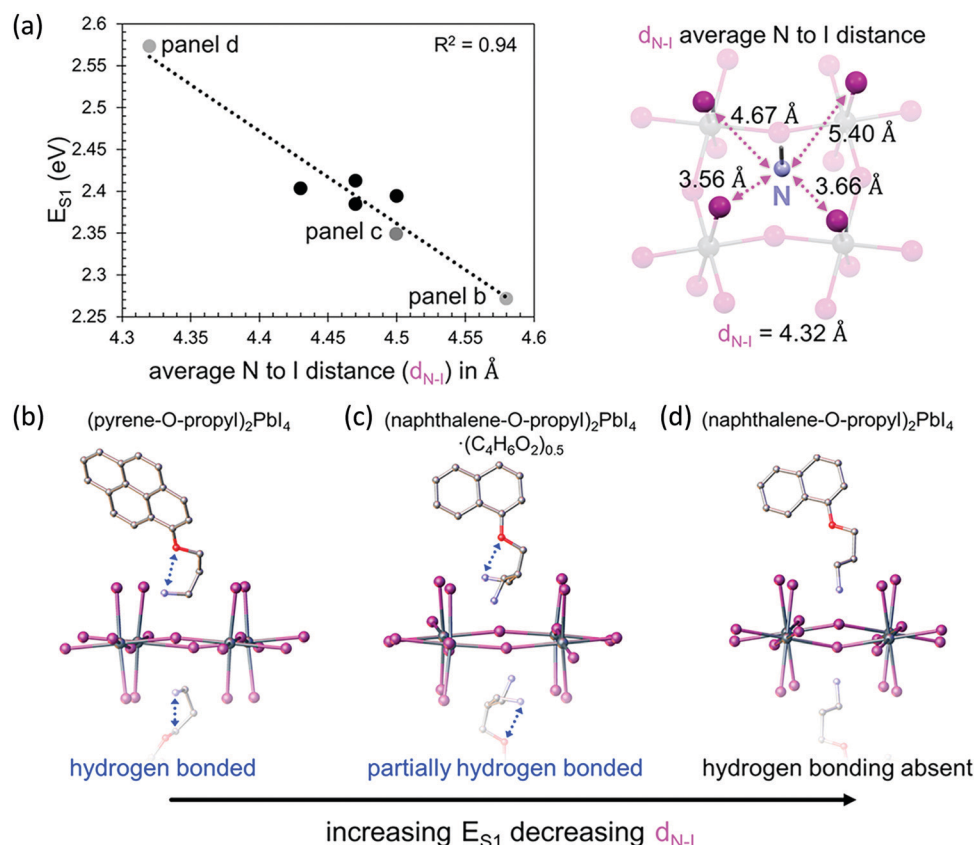 (a)
2.6
2.55
2.5
2.45
2.4
2.35
2.3
2.25
E_S1 (eV)
panel d
R² = 0.94
panel c
panel b
4.3 4.35 4.4 4.45 4.5 4.55 4.6
average N to I distance (d_N-I) in Å
d_N-I average N to I distance
4.67 Å
5.40 Å
3.56 Å
3.66 Å
N
d_N-I = 4.32 Å
(b)
(pyrene-O-propyl)₂PbI₄
hydrogen bonded
(c)
(naphthalene-O-propyl)₂PbI₄
·(C₄H₆O₂)₀.₅
partially hydrogen bonded
(d)
(naphthalene-O-propyl)₂PbI₄
hydrogen bonding absent
increasing E_S1 decreasing d_N-I